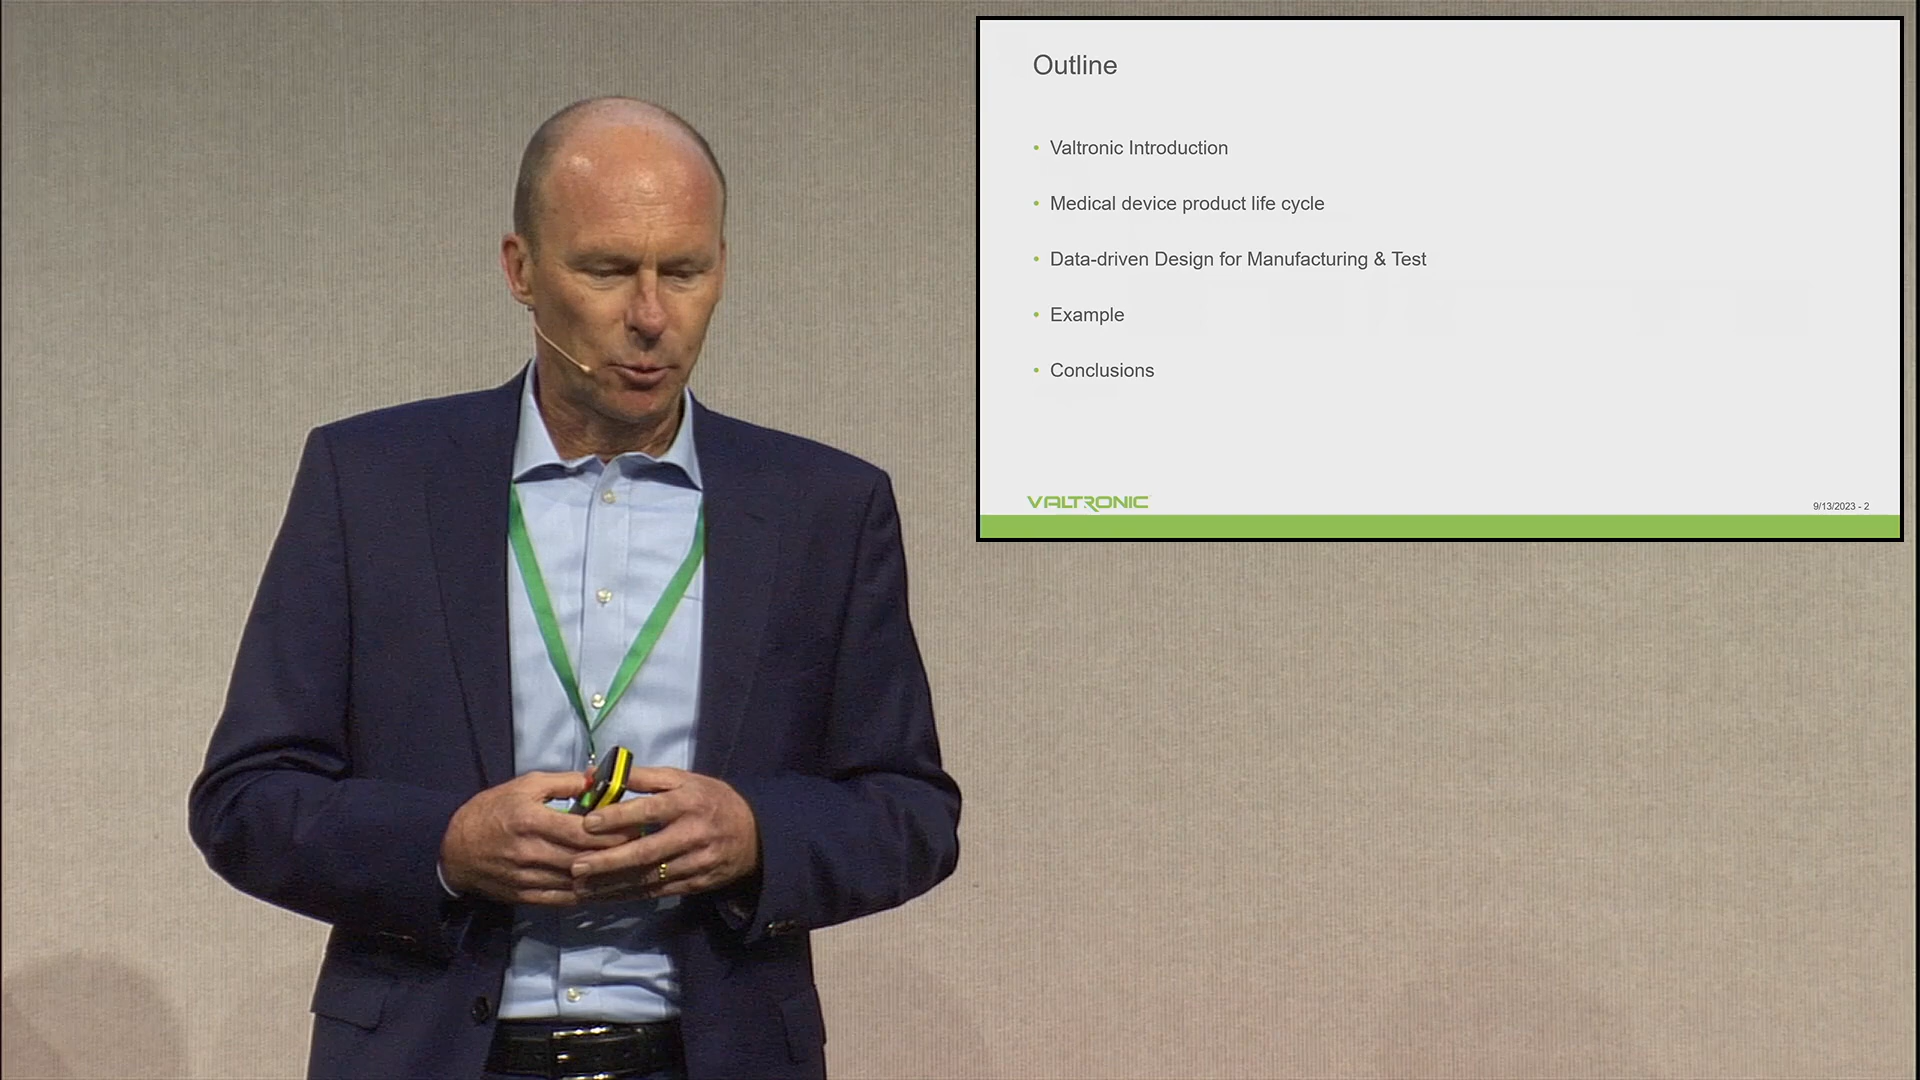 Outline
• Valtronic Introduction
• Medical device product life cycle
• Data-driven Design for Manufacturing & Test
• Example
• Conclusions
VALTRONIC
9/13/2023 - 2